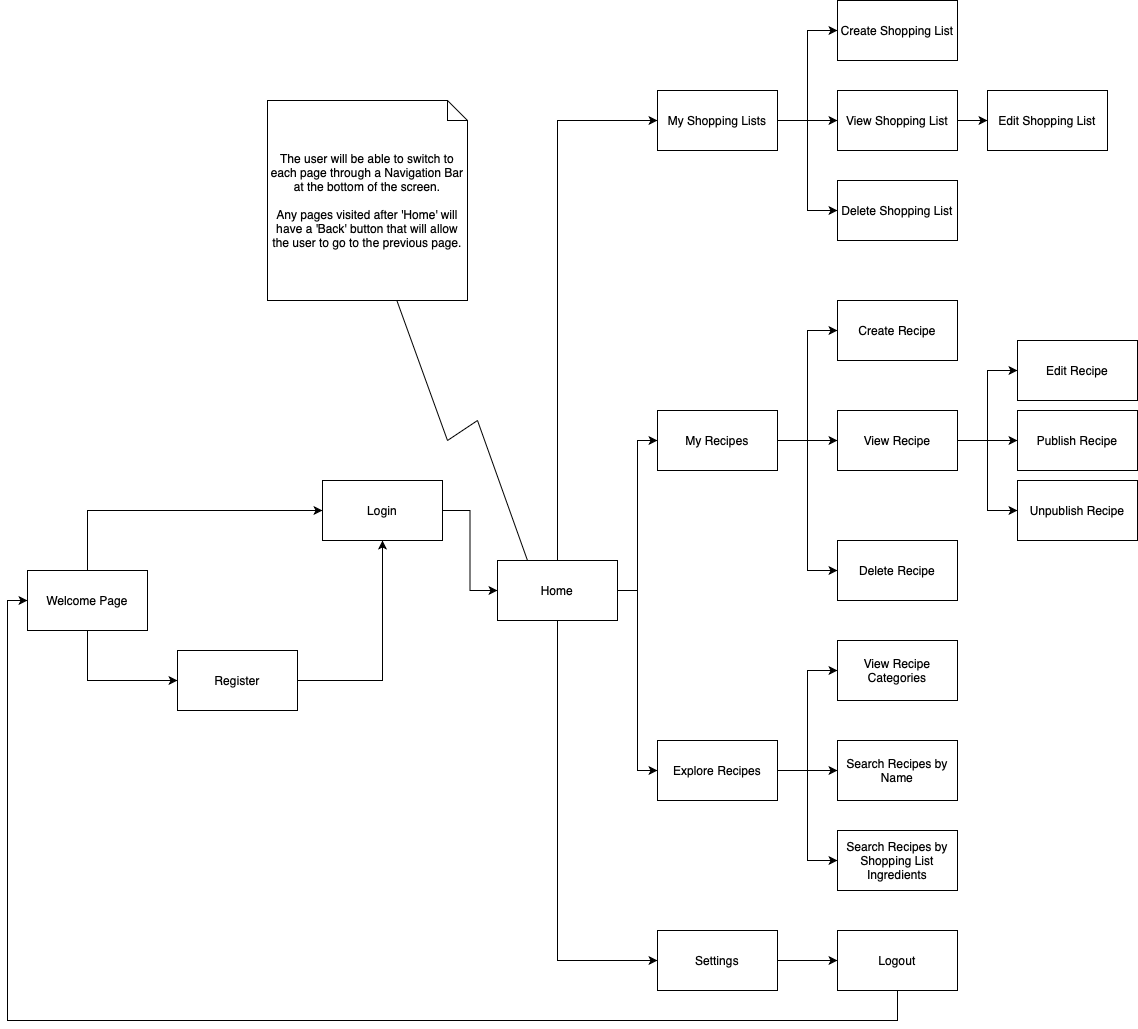 Create Shopping List
My Shopping Lists
View Shopping List
Edit Shopping List
Delete Shopping List
The user will be able to switch to
each page through a Navigation Bar
at the bottom of the screen.
Any pages visited after 'Home' will
have a 'Back' button that will allow
the user to go to the previous page.
Create Recipe
Edit Recipe
My Recipes
View Recipe
Publish Recipe
Unpublish Recipe
Delete Recipe
Login
Home
Welcome Page
Register
View Recipe
Categories
Explore Recipes
Search Recipes by
Name
Search Recipes by
Shopping List
Ingredients
Settings
Logout